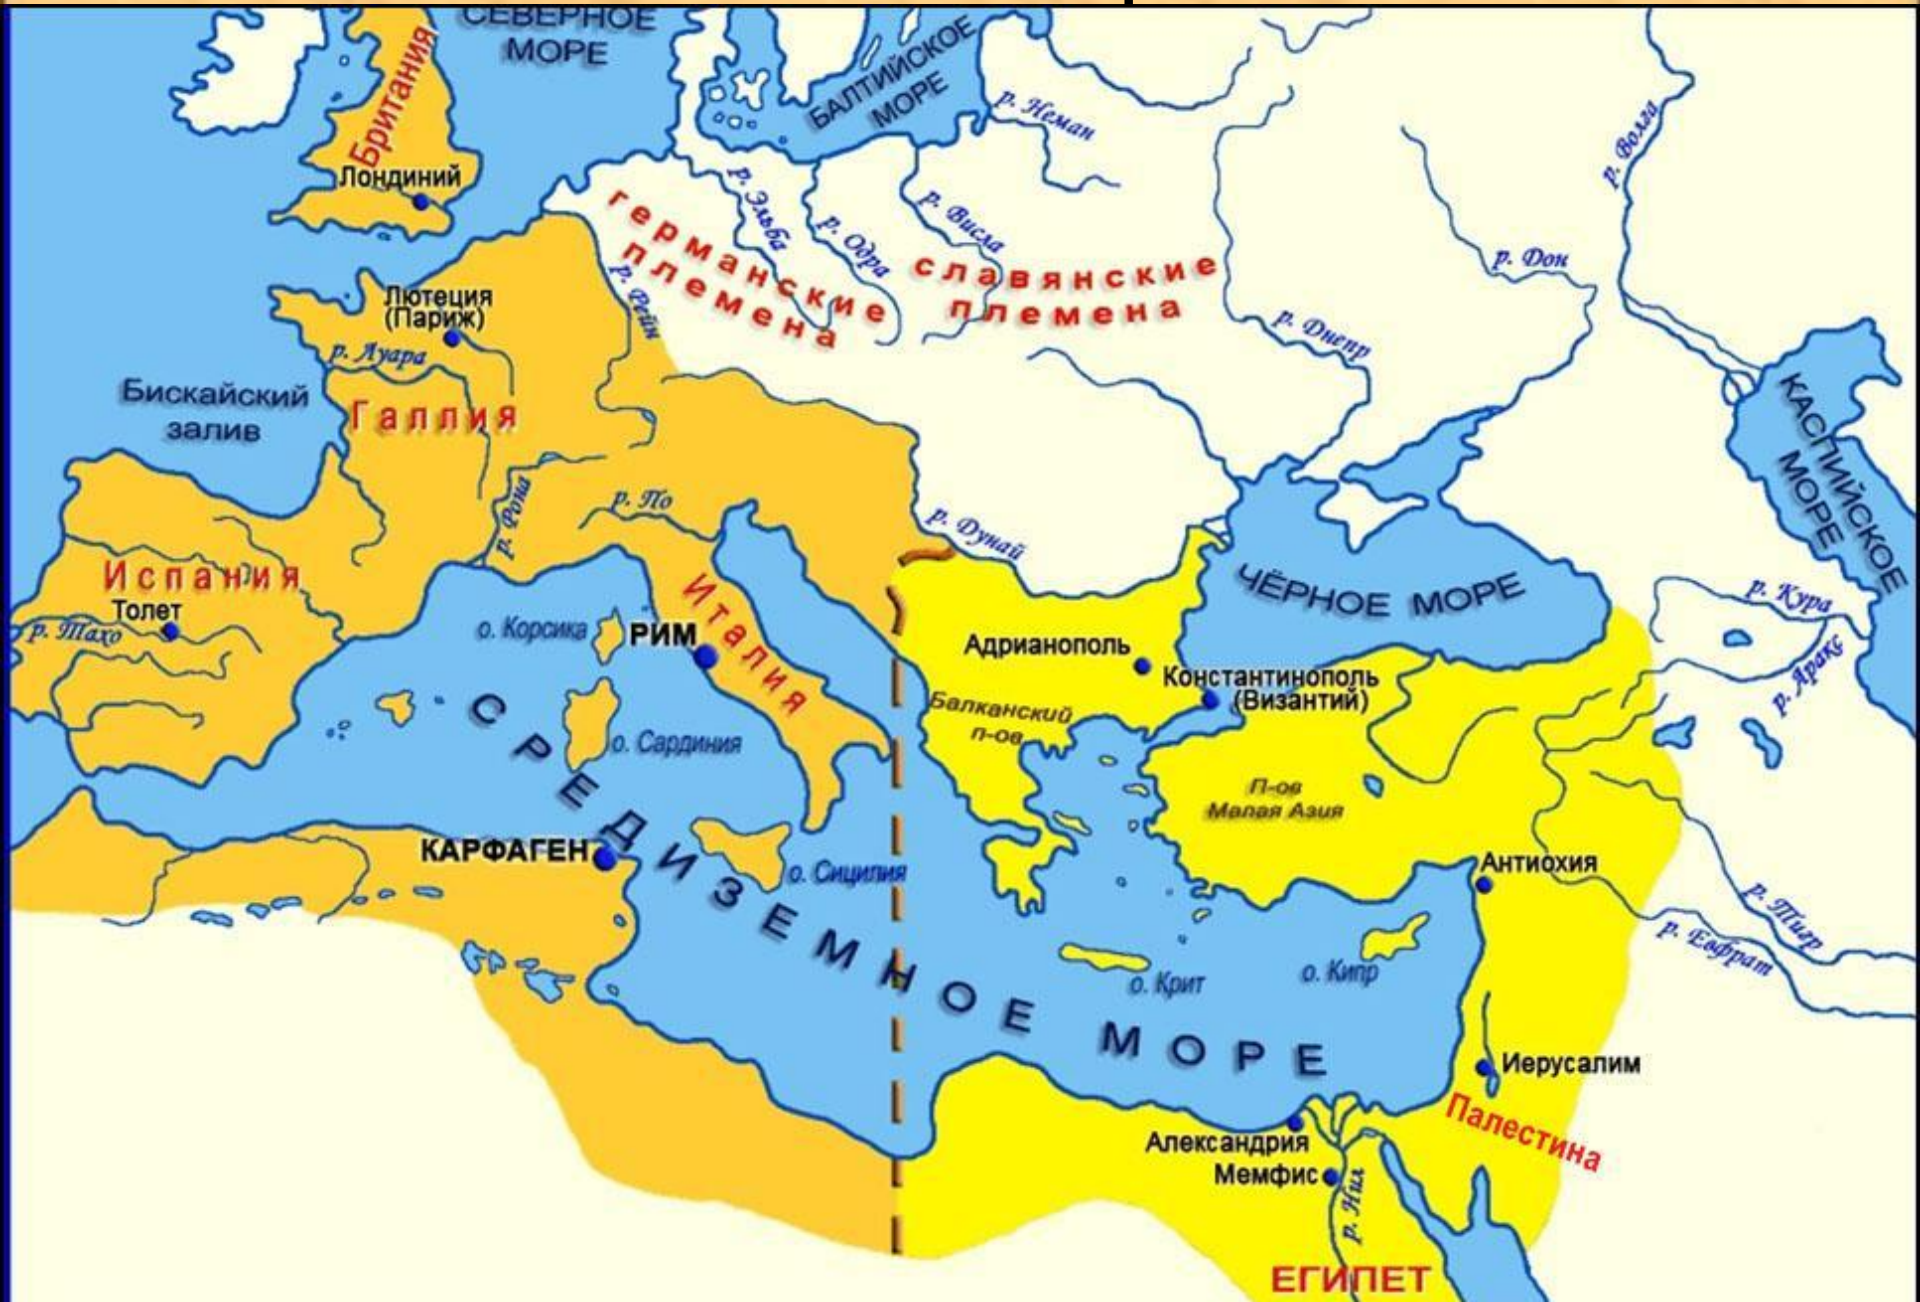 СЕВЕРНОЕ
МОРЕ
БАЛТИЙСКОЕ
МОРЕ
Британия
Лондиний
р. Неман
р. Волга
р. Эльба
р. Одра
р. Висла
германские
племена
славянские
племена
р. Дон
р. Рейн
Лютеция
(Париж)
р. Луара
р. Днепр
Бискайский
залив
Галлия
КАСПИЙСКОЕ
МОРЕ
р. Рона
р. По
р. Дунай
Испания
Толет
р. Тахо
ЧЁРНОЕ МОРЕ
р. Кура
р. Аракс
о. Корсика
РИМ
Италия
Адрианополь
Константинополь
(Византий)
Балканский
п-ов
о. Сардиния
П-ов
Малая Азия
КАРФАГЕН
о. Сицилия
Антиохия
СРЕДИЗЕМНОЕ МОРЕ
р. Тигр
р. Евфрат
о. Крит
о. Кипр
Иерусалим
Палестина
Александрия
Мемфис
р. Нил
ЕГИПЕТ